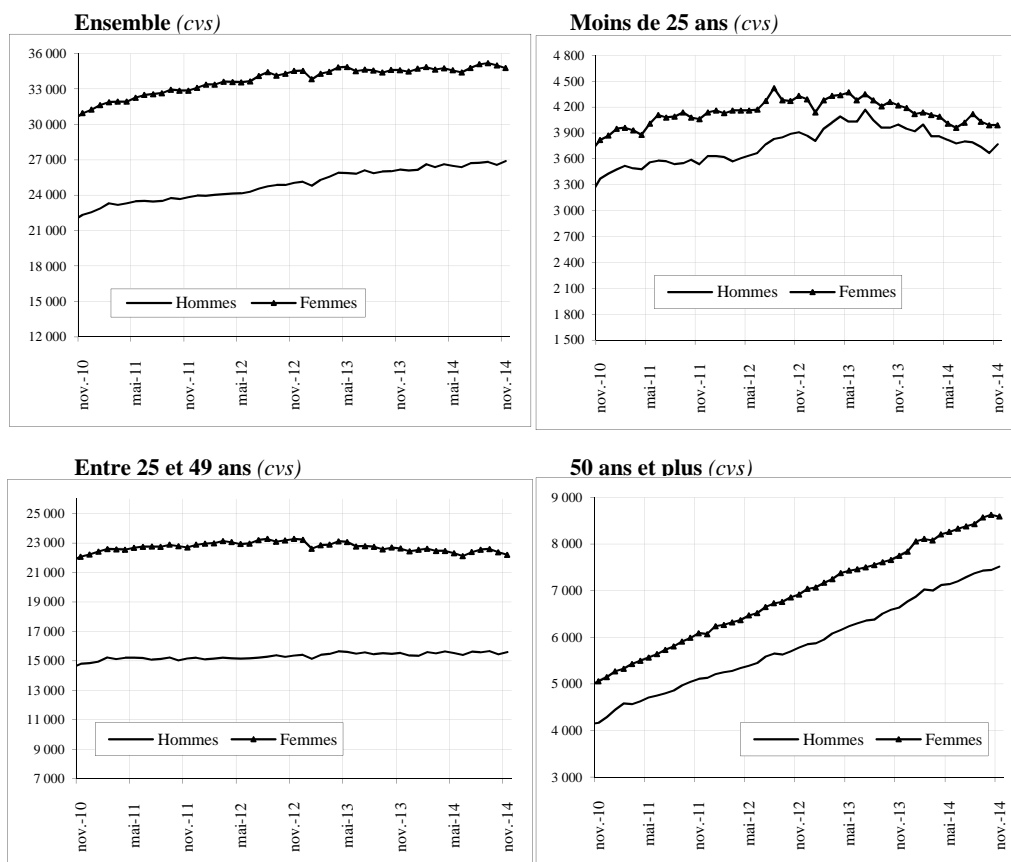 Ensemble (cvs)
36 000
33 000
30 000
27 000
24 000
21 000
18 000
15 000
12 000
Hommes
Femmes
nov.-10
mai-11
nov.-11
mai-12
nov.-12
mai-13
nov.-13
mai-14
nov.-14
Moins de 25 ans (cvs)
4 800
4 500
4 200
3 900
3 600
3 300
3 000
2 700
2 400
2 100
1 800
1 500
Hommes
Femmes
nov.-10
mai-11
nov.-11
mai-12
nov.-12
mai-13
nov.-13
mai-14
nov.-14
Entre 25 et 49 ans (cvs)
25 000
23 000
21 000
19 000
17 000
15 000
13 000
11 000
9 000
7 000
Hommes
Femmes
nov.-10
mai-11
nov.-11
mai-12
nov.-12
mai-13
nov.-13
mai-14
nov.-14
50 ans et plus (cvs)
9 000
8 000
7 000
6 000
5 000
4 000
3 000
Hommes
Femmes
nov.-10
mai-11
nov.-11
mai-12
nov.-12
mai-13
nov.-13
mai-14
nov.-14